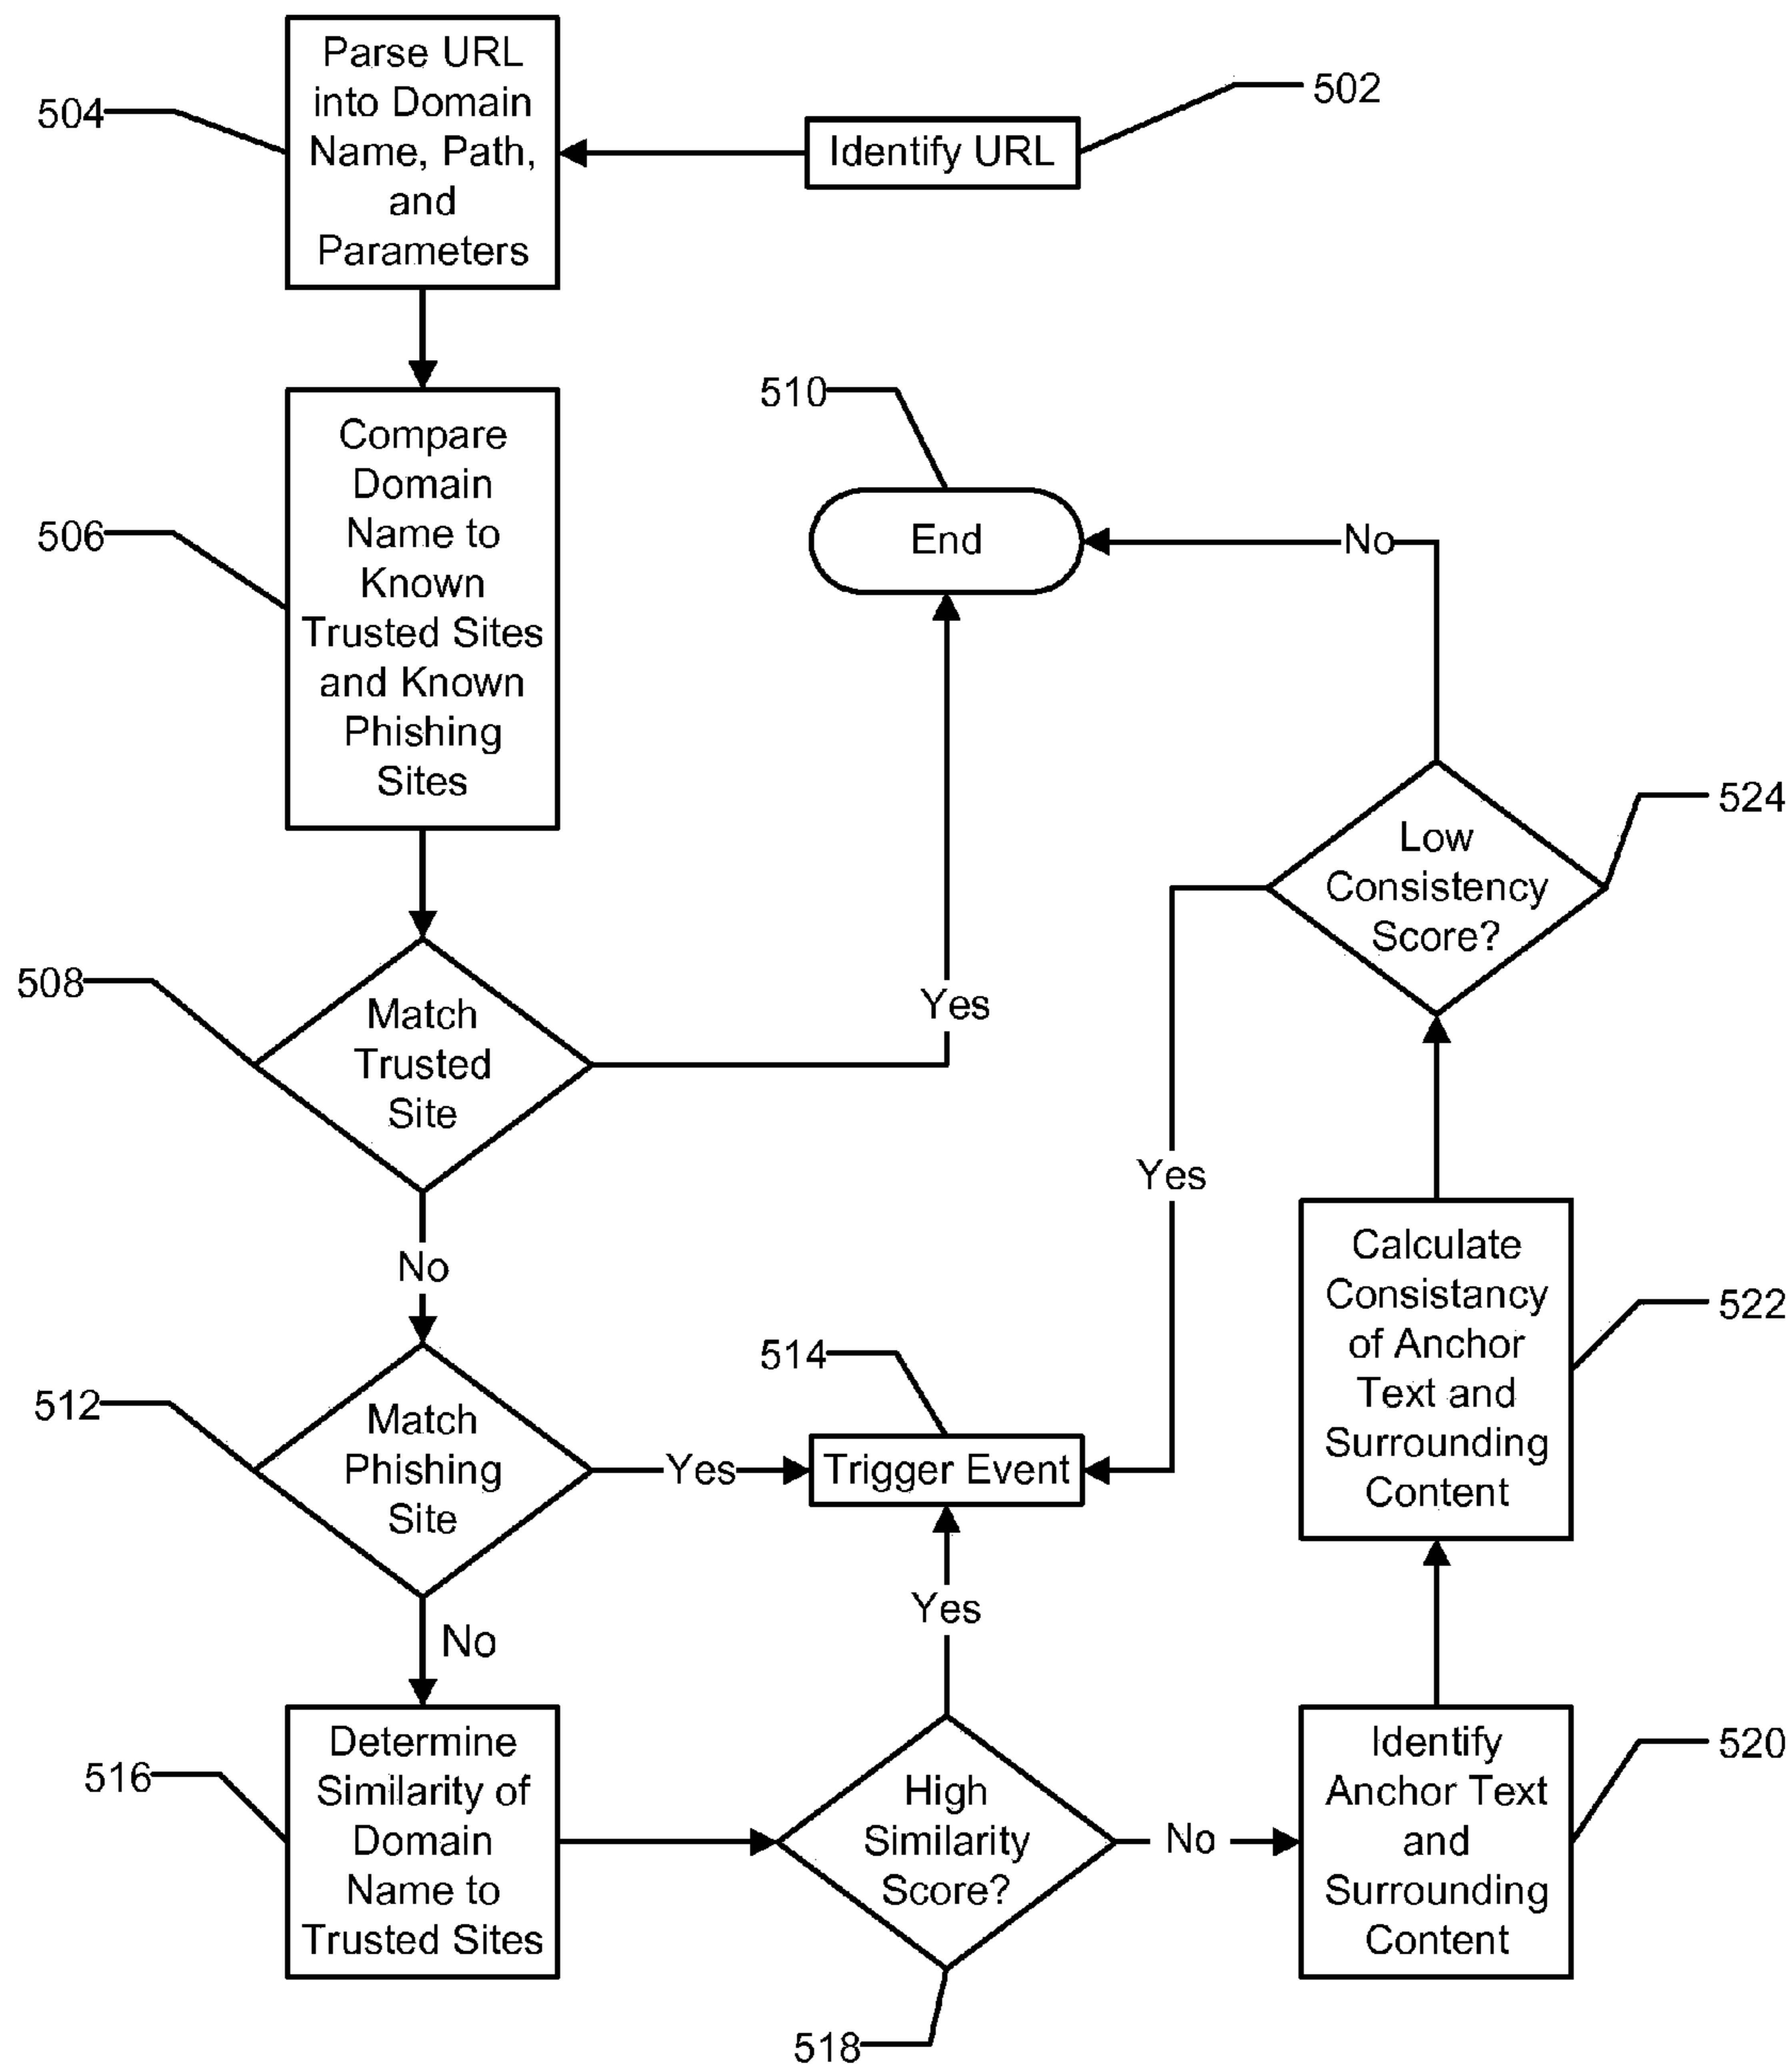 502
Identify URL
504
Parse URL
into Domain
Name, Path,
and
Parameters
506
Compare
Domain
Name to
Known
Trusted Sites
and Known
Phishing
Sites
508
Match
Trusted
Site
Yes
510
End
No
512
Match
Phishing
Site
Yes
514
Trigger Event
No
516
Determine
Similarity of
Domain
Name to
Trusted Sites
518
High
Similarity
Score?
Yes
No
520
Identify
Anchor Text
and
Surrounding
Content
522
Calculate
Consistancy
of Anchor
Text and
Surrounding
Content
524
Low
Consistency
Score?
Yes
No